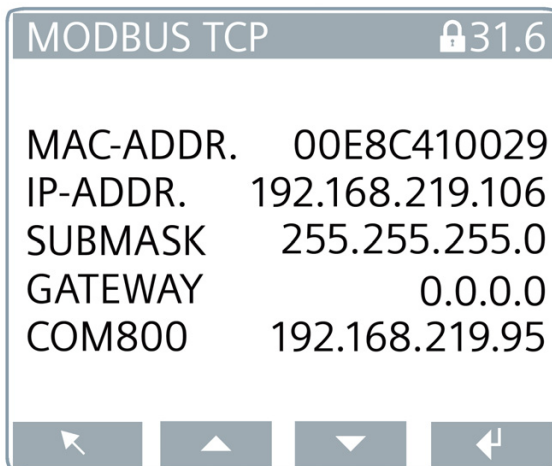 MODBUS TCP 31.6
MAC-ADDR. 00E8C410029
IP-ADDR. 192.168.219.106
SUBMASK 255.255.255.0
GATEWAY 0.0.0.0
COM800 192.168.219.95